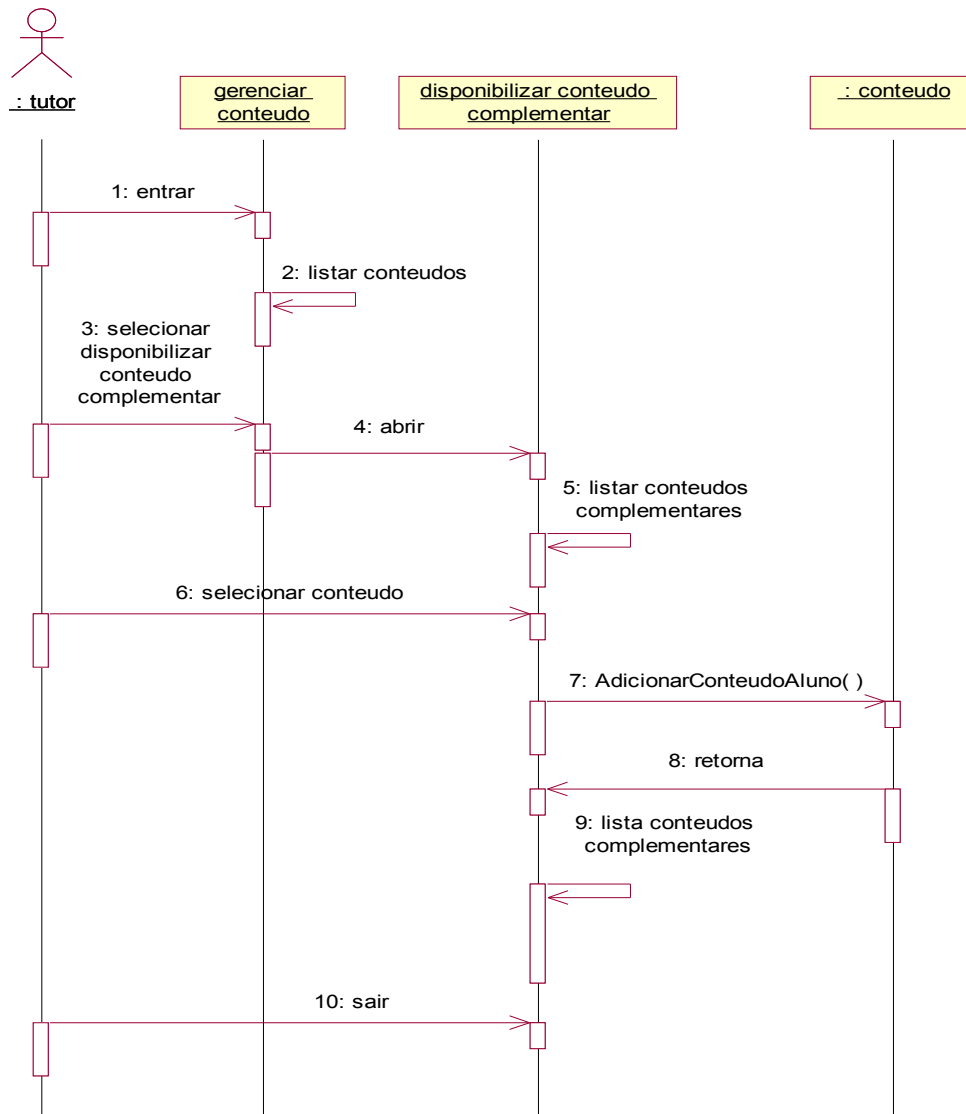 : tutor
gerenciar
conteudo
disponibilizar conteudo
complementar
: conteudo
1: entrar
2: listar conteudos
3: selecionar
disponibilizar
conteudo
complementar
4: abrir
5: listar conteudos
complementares
6: selecionar conteudo
7: AdicionarConteudoAluno( )
8: retorna
9: lista conteudos
complementares
10: sair